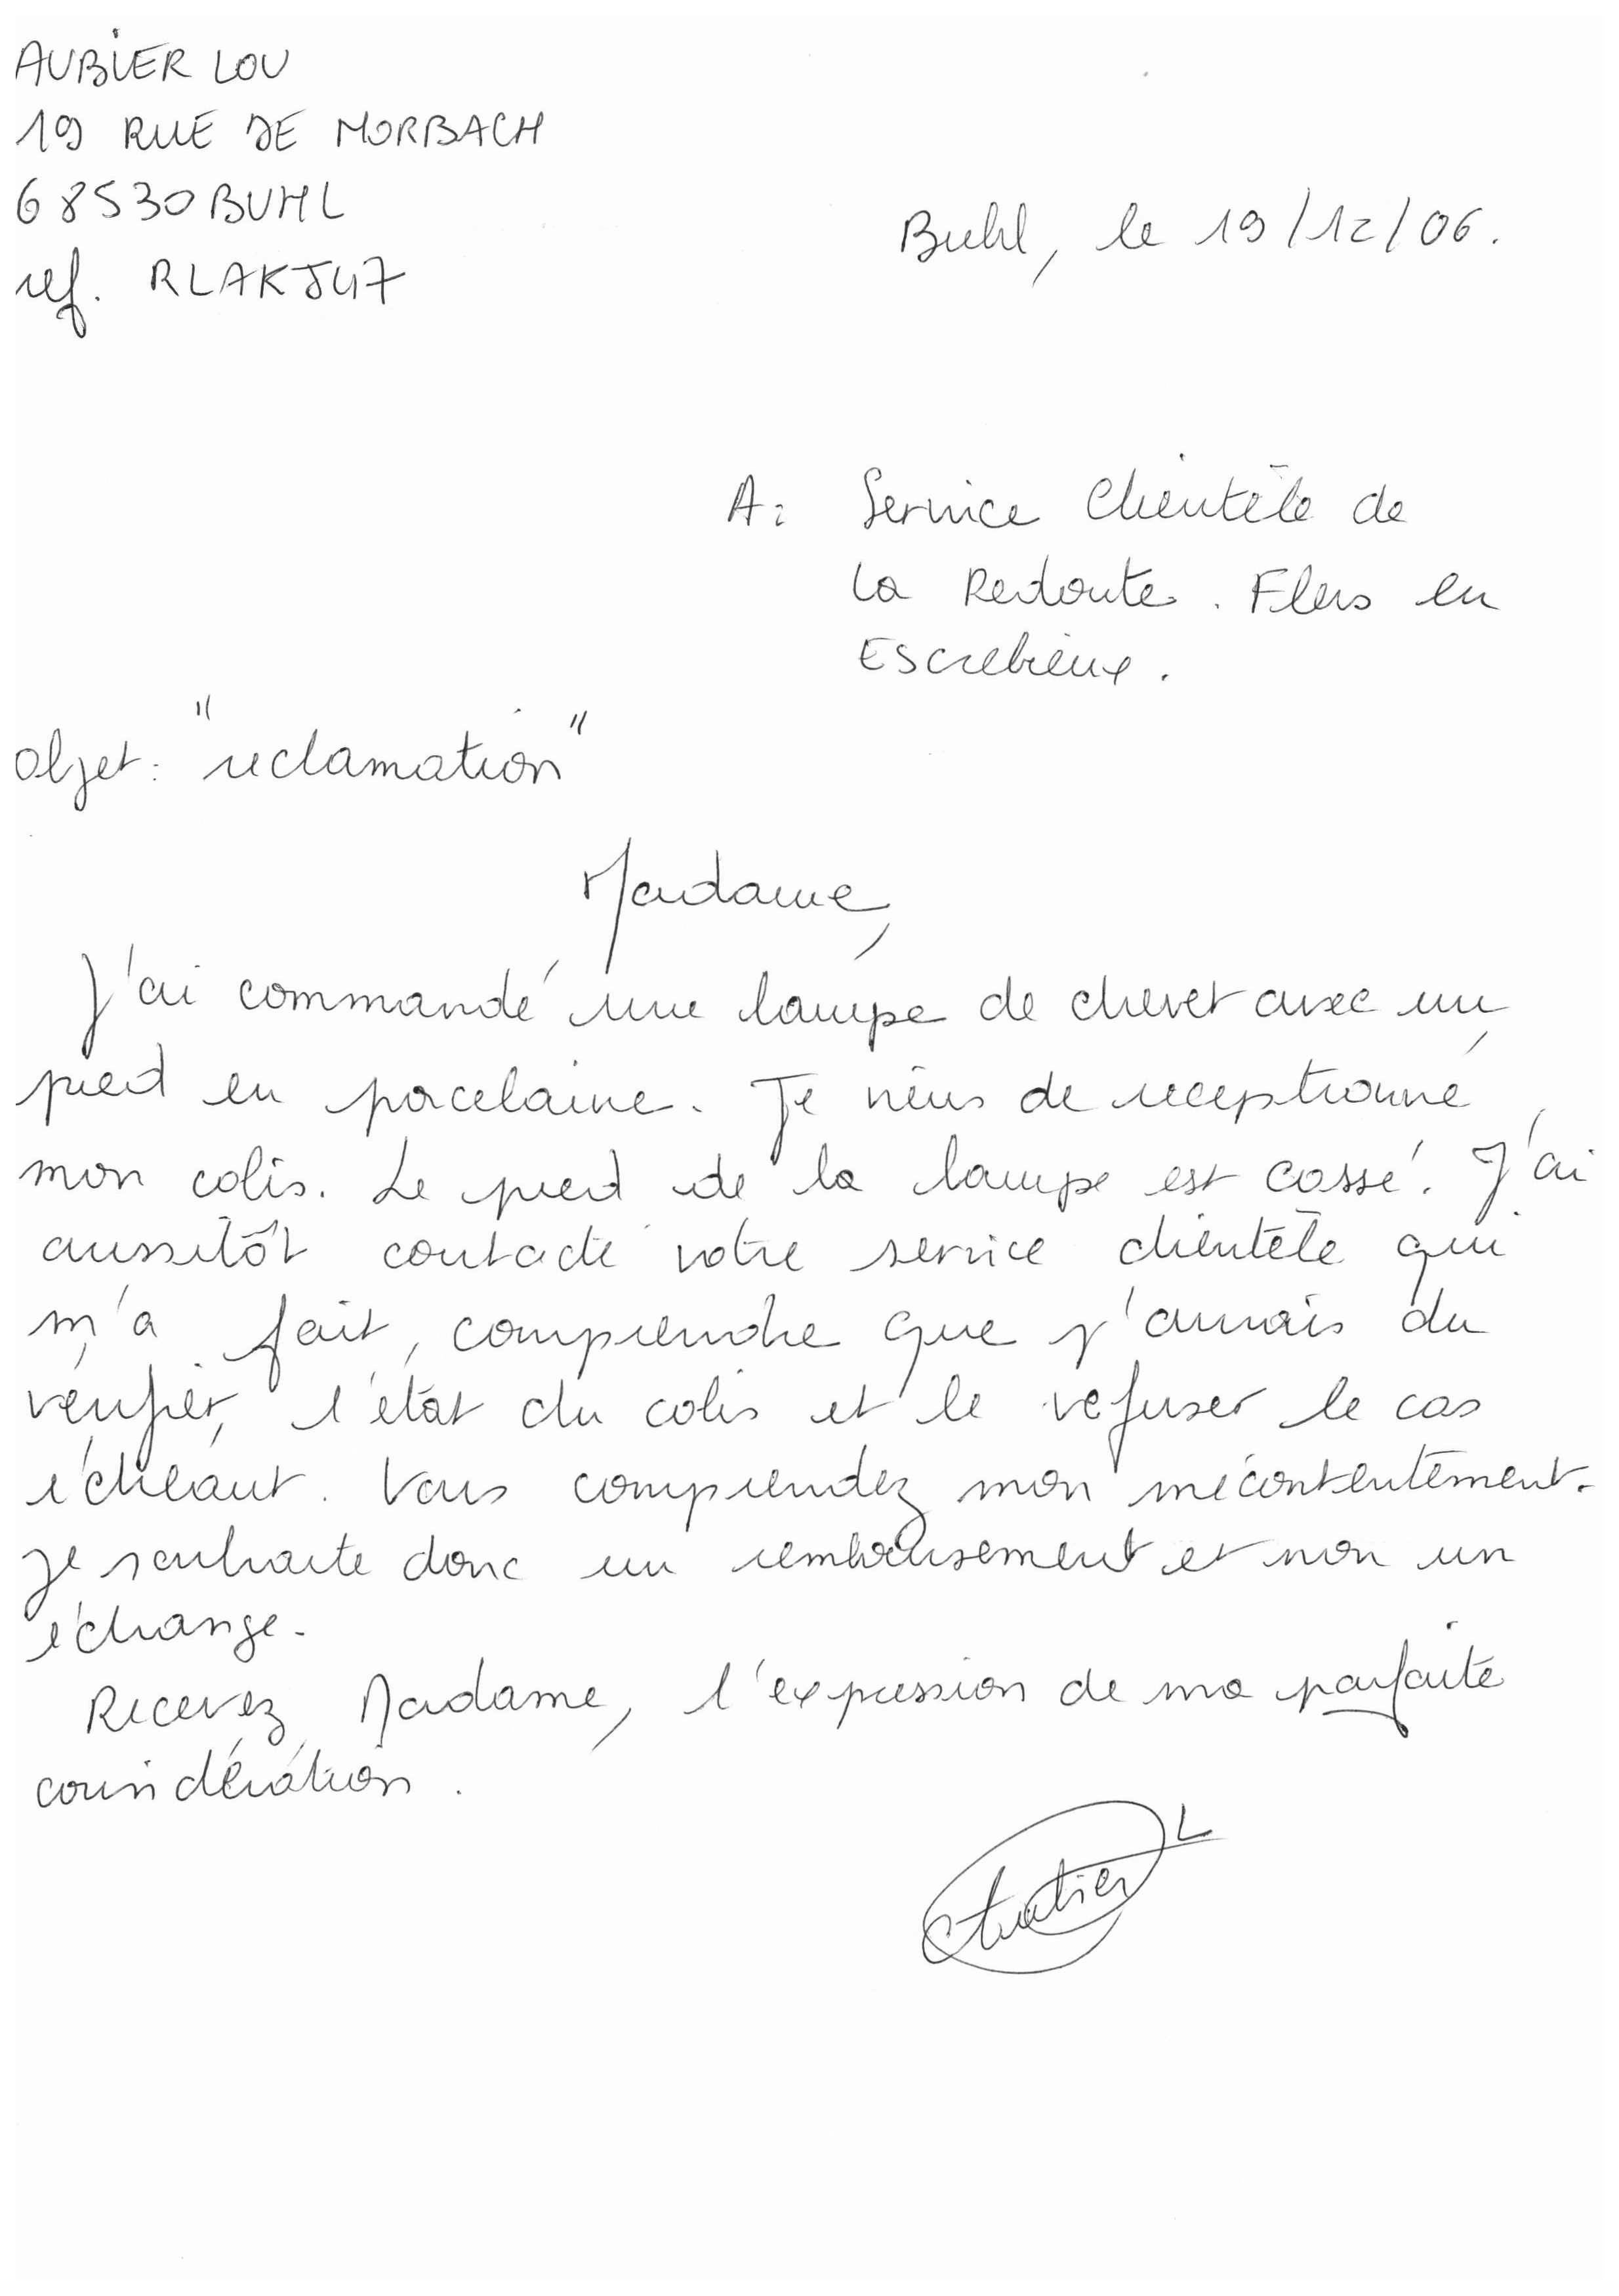 AUBIER LOU
19 RUE DE MORBACH
68530 BUHL
ref. RLAKJ47
Buhl, le 19/12/06.
A: Service Clientèle de
La Redoute. Flers en
Escrebieux.
Objet: "reclamation"
Madame,
J'ai commandé une lampe de chevet avec un
pied en porcelaine. Je viens de receptionné
mon colis. Le pied de la lampe est cassé. J'ai
aussitôt contacté votre service clientèle qui
m'a fait comprendre que j'aurais du
vérifier, l'état du colis et le refuser le cas
échéant. Vous comprendez mon mécontentement.
je souhaite donc un remboursement et non un
échange.
Recevez Madame, l'expression de ma parfaite
considération.
L